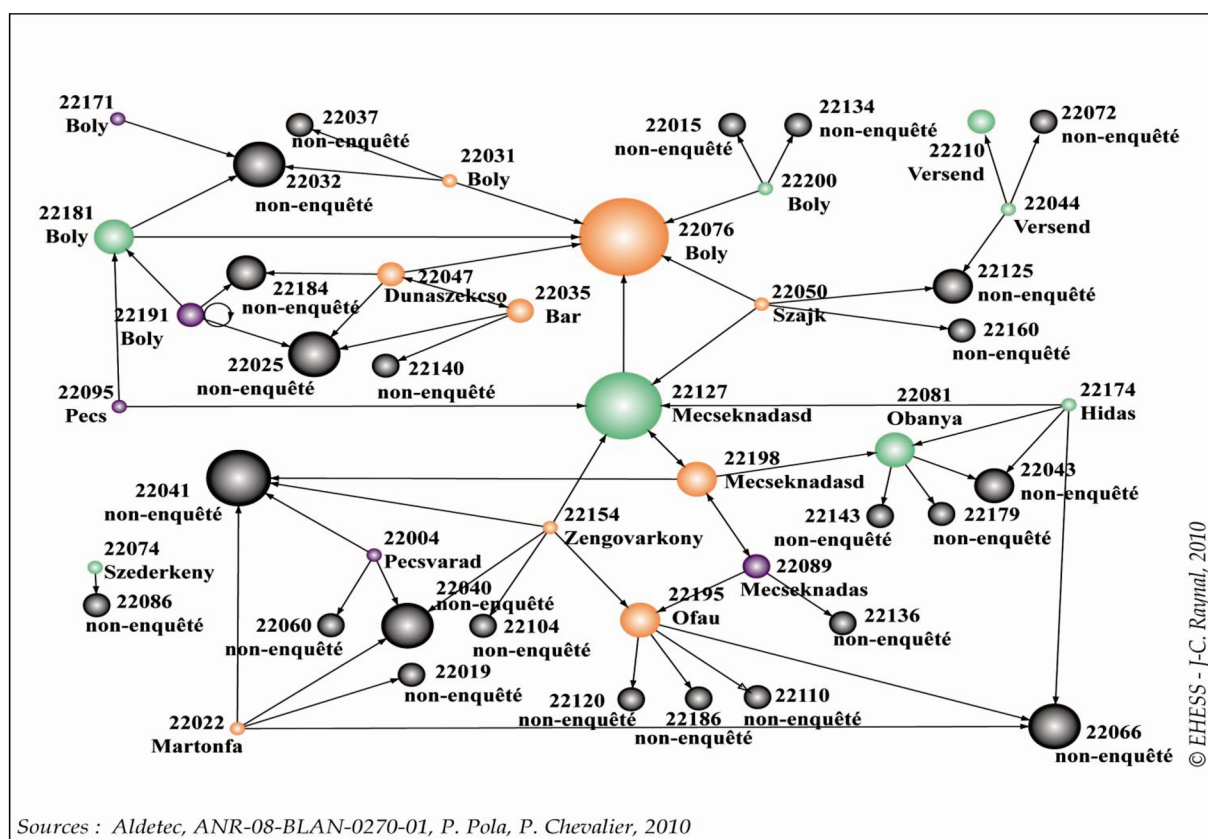 22171
Boly
22037
non-enquêté
22032
non-enquêté
22031
Boly
22015
non-enquêté
22134
non-enquêté
22200
Boly
22210
Versend
22072
non-enquêté
22044
Versend
22181
Boly
22076
Boly
22184
non-enquêté
22047
Dunaszekcso
22035
Bar
22050
Szajk
22125
non-enquêté
22160
non-enquêté
22191
Boly
22025
non-enquêté
22140
non-enquêté
22095
Pecs
22127
Mecseknadasd
22081
Obanya
22174
Hidas
22041
non-enquêté
22198
Mecseknadasd
22043
non-enquêté
22143
non-enquêté
22179
non-enquêté
22154
Zengovarkony
22004
Pecsvarad
22074
Szederkeny
22086
non-enquêté
22040
non-enquêté
22060
non-enquêté
22104
non-enquêté
22195
Ofau
22089
Mecseknadas
22136
non-enquêté
22019
non-enquêté
22120
non-enquêté
22186
non-enquêté
22110
non-enquêté
22022
Martonfa
22066
non-enquêté
© EHESS - J-C. Raynal, 2010
Sources : Aldetec, ANR-08-BLAN-0270-01, P. Pola, P. Chevalier, 2010